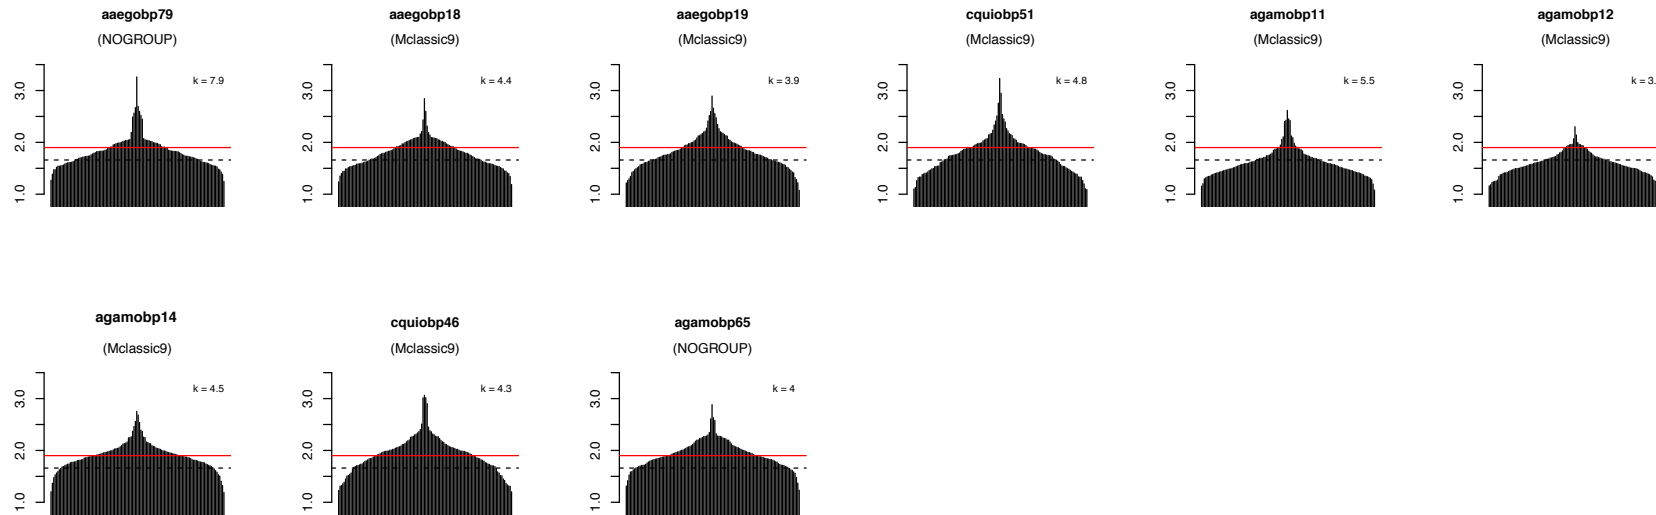 aaegobp79
(NOGROUP)
k = 7.9
1.0 2.0 3.0
aaegobp18
(Mclassic9)
k = 4.4
1.0 2.0 3.0
aaegobp19
(Mclassic9)
k = 3.9
1.0 2.0 3.0
cquiobp51
(Mclassic9)
k = 4.8
1.0 2.0 3.0
agamobp11
(Mclassic9)
k = 5.5
1.0 2.0 3.0
agamobp12
(Mclassic9)
k = 3.
1.0 2.0 3.0
agamobp14
(Mclassic9)
k = 4.5
1.0 2.0 3.0
cquiobp46
(Mclassic9)
k = 4.3
1.0 2.0 3.0
agamobp65
(NOGROUP)
k = 4
1.0 2.0 3.0